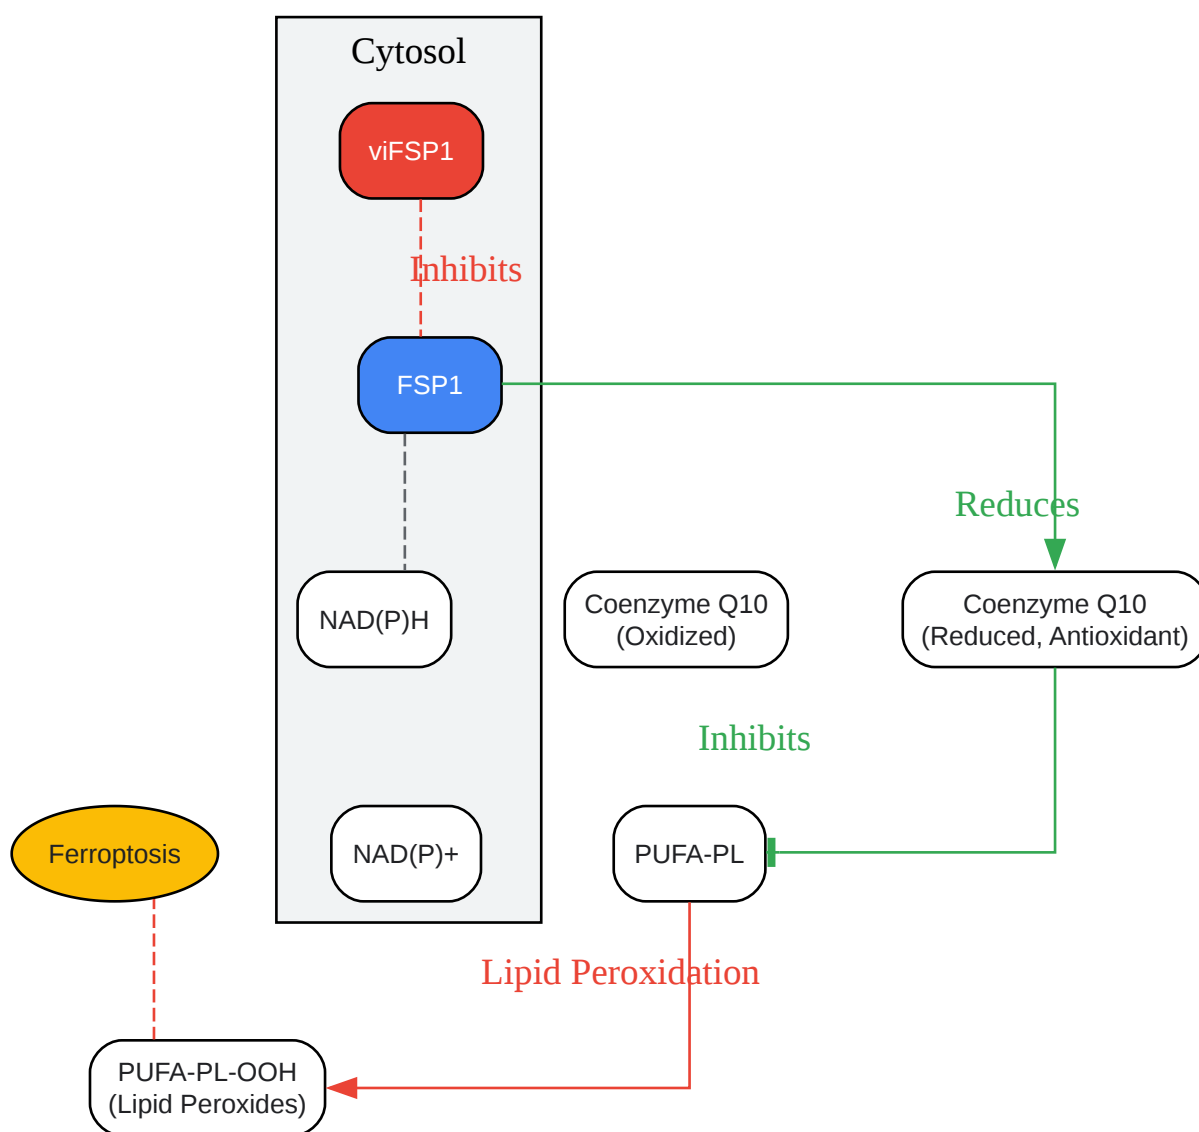 Cytosol
viFSP1
Inhibits
FSP1
Reduces
NAD(P)H
Coenzyme Q10
(Oxidized)
Coenzyme Q10
(Reduced, Antioxidant)
Inhibits
Ferroptosis
NAD(P)+
PUFA-PL
Lipid Peroxidation
PUFA-PL-OOH
(Lipid Peroxides)